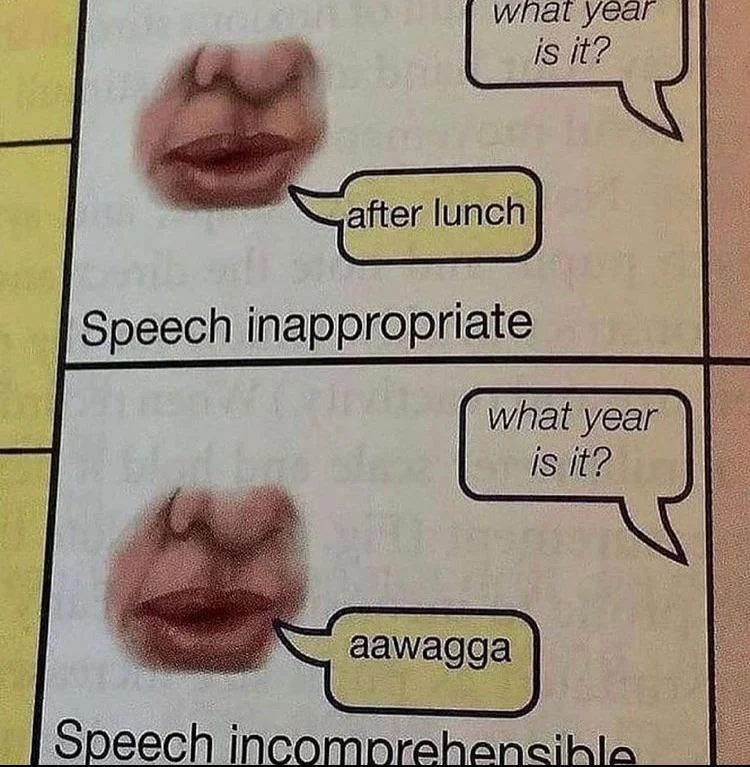 what year
is it?
after lunch
Speech inappropriate
what year
is it?
aawagga
Speech incomprehensible